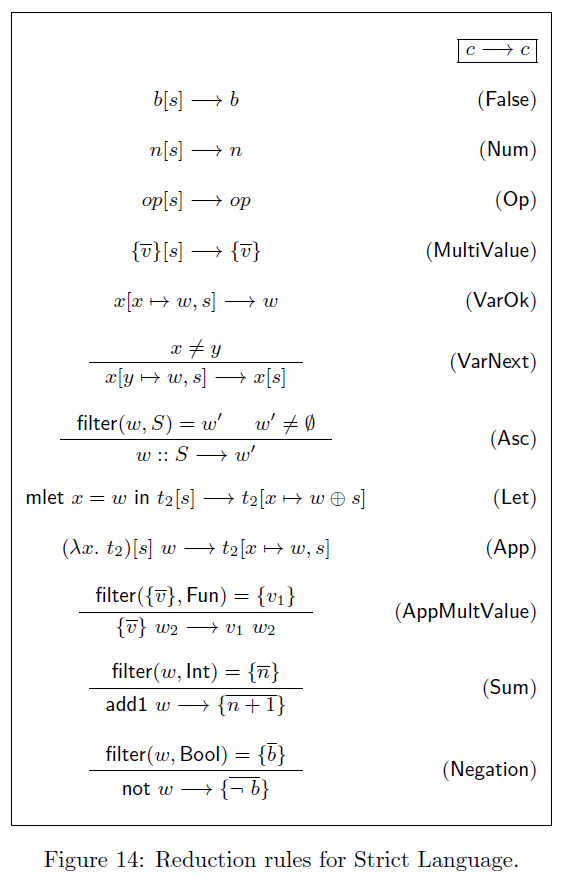 c ⟶ c
b[s] ⟶ b (False)
n[s] ⟶ n (Num)
op[s] ⟶ op (Op)
{v̅}[s] ⟶ {v̅} (MultiValue)
x[x ↦ w, s] ⟶ w (VarOk)
x ≠ y
x[y ↦ w, s] ⟶ x[s] (VarNext)
filter(w, S) = w′ w′ ≠ ∅
w :: S ⟶ w′ (Asc)
mlet x = w in t₂[s] ⟶ t₂[x ↦ w ⊕ s] (Let)
(λx. t₂)[s] w ⟶ t₂[x ↦ w, s] (App)
filter({v̅}, Fun) = {v₁}
{v̅} w₂ ⟶ v₁ w₂ (AppMultValue)
filter(w, Int) = {n̅}
add1 w ⟶ {n̅ ̅+̅ ̅1̅} (Sum)
filter(w, Bool) = {b̅}
not w ⟶ {¬̅ ̅b̅} (Negation)
Figure 14: Reduction rules for Strict Language.